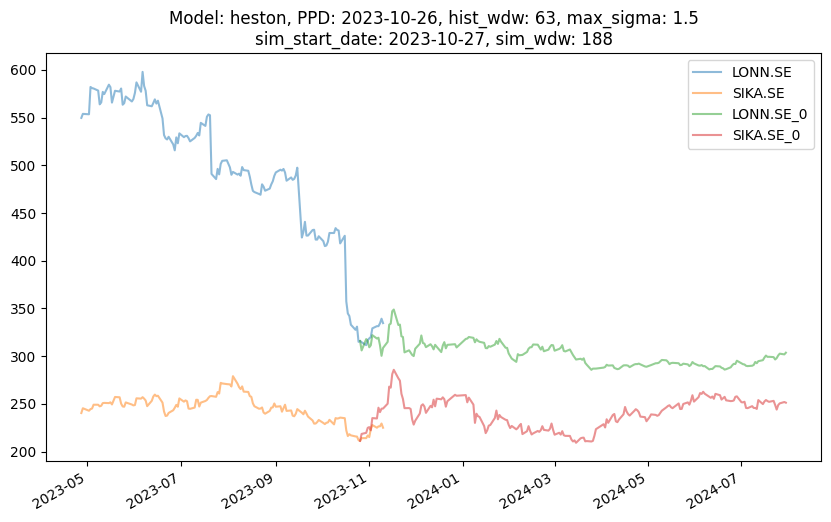 Model: heston, PPD: 2023-10-26, hist_wdw: 63, max_sigma: 1.5
sim_start_date: 2023-10-27, sim_wdw: 188
LONN.SE
SIKA.SE
LONN.SE_0
SIKA.SE_0
600
550
500
450
400
350
300
250
200
2023-05
2023-07
2023-09
2023-11
2024-01
2024-03
2024-05
2024-07